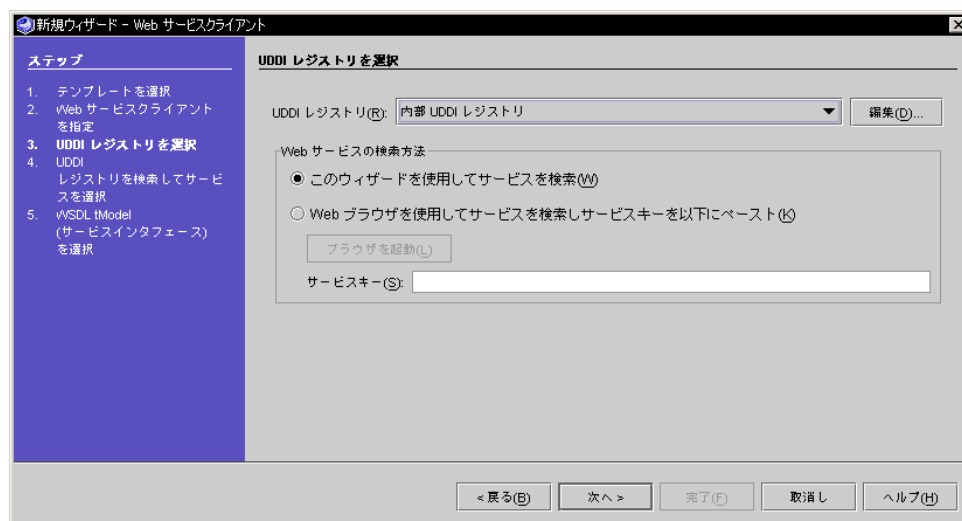 新規ウィザード - Web サービスクライアント
ステップ
1. テンプレートを選択
2. Web サービスクライアント
を指定
3. UDDI レジストリを選択
4. UDDI
レジストリを検索してサービ
スを選択
5. WSDL tModel
(サービスインタフェース)
を選択
UDDI レジストリを選択
UDDI レジストリ(R): 内部 UDDI レジストリ 編集(D)...
Web サービスの検索方法
このウィザードを使用してサービスを検索(W)
Web ブラウザを使用してサービスを検索しサービスキーを以下にペースト(K)
ブラウザを起動(L)
サービスキー(S):
< 戻る(B) 次へ > 完了(F) 取消し ヘルプ(H)